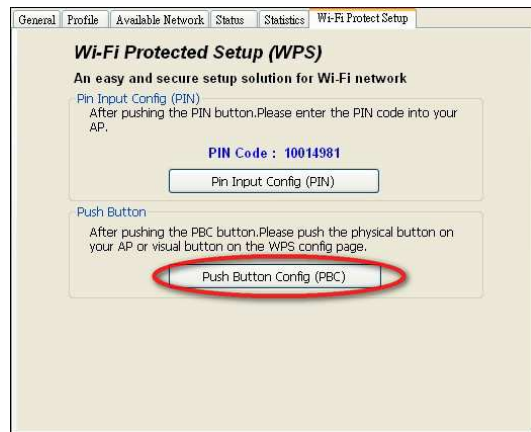 General Profile Available Network Status Statistics Wi-Fi Protect Setup
Wi-Fi Protected Setup (WPS)
An easy and secure setup solution for Wi-Fi network
Pin Input Config (PIN)
After pushing the PIN button.Please enter the PIN code into your
AP.
PIN Code : 10014981
Pin Input Config (PIN)
Push Button
After pushing the PBC button.Please push the physical button on
your AP or visual button on the WPS config page.
Push Button Config (PBC)